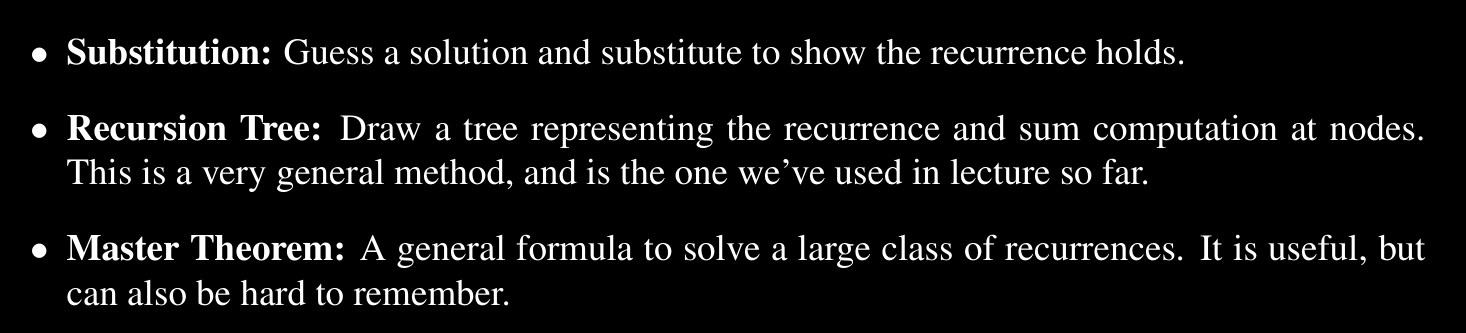 • Substitution: Guess a solution and substitute to show the recurrence holds.
• Recursion Tree: Draw a tree representing the recurrence and sum computation at nodes.
This is a very general method, and is the one we’ve used in lecture so far.
• Master Theorem: A general formula to solve a large class of recurrences. It is useful, but
can also be hard to remember.